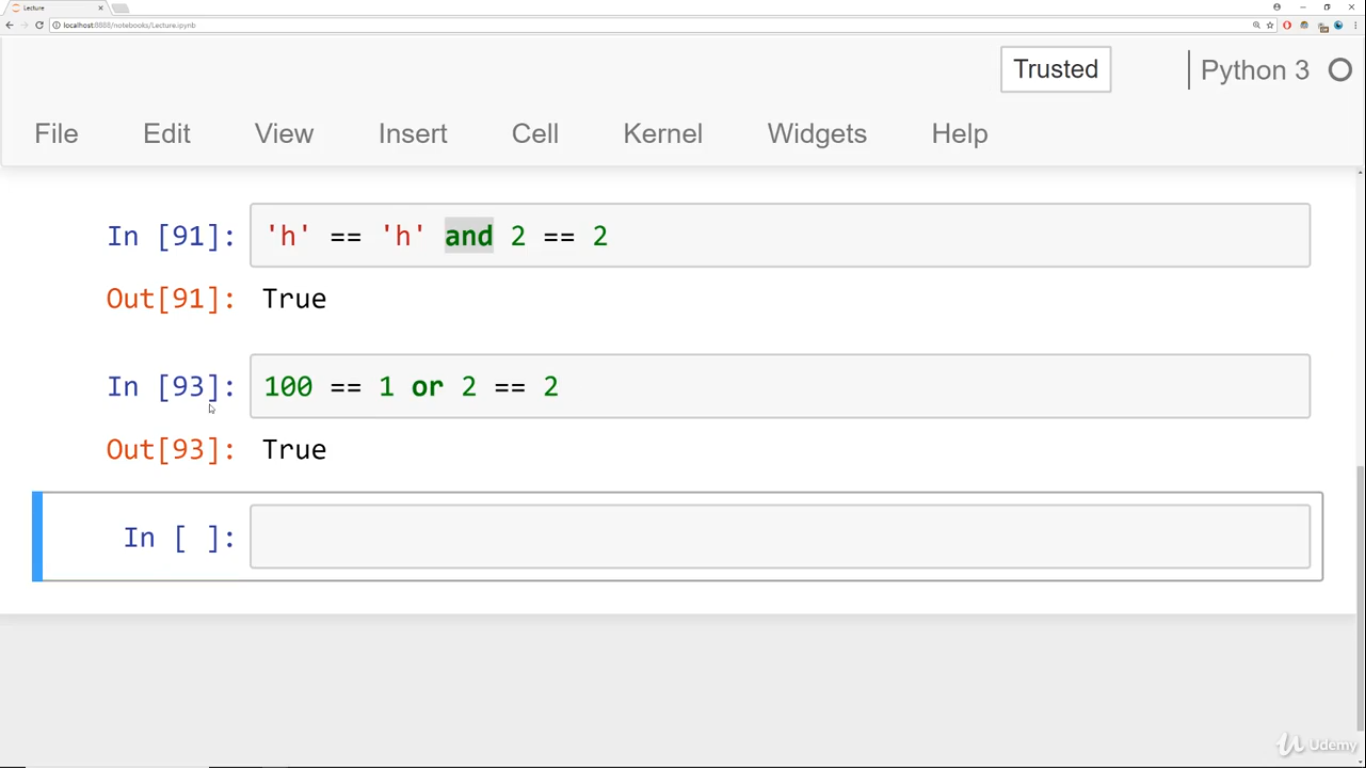 Lecture
localhost:8888/notebooks/Lecture.ipynb
Trusted
Python 3
File Edit View Insert Cell Kernel Widgets Help
In [91]: 'h' == 'h' and 2 == 2
Out[91]: True
In [93]: 100 == 1 or 2 == 2
Out[93]: True
In [ ]:
Udemy